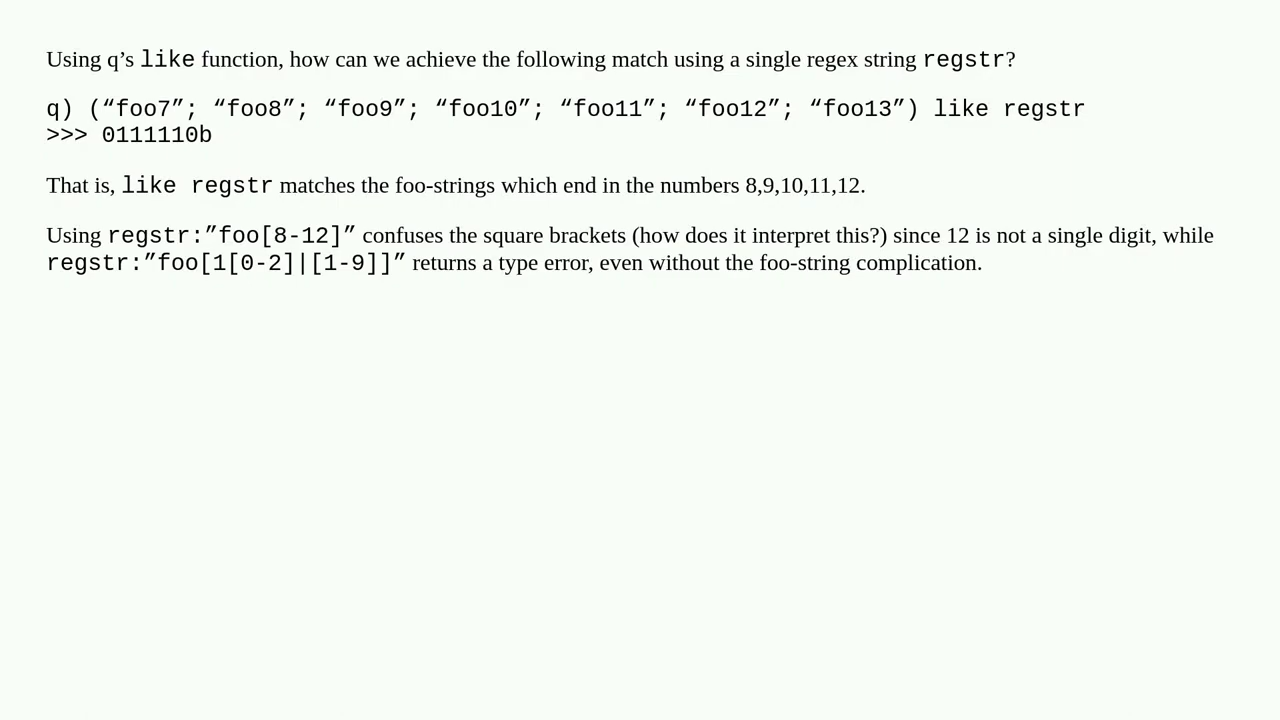 Using q’s like function, how can we achieve the following match using a single regex string regstr?
q) (“foo7”; “foo8”; “foo9”; “foo10”; “foo11”; “foo12”; “foo13”) like regstr
>>> 0111110b
That is, like regstr matches the foo-strings which end in the numbers 8,9,10,11,12.
Using regstr:”foo[8-12]” confuses the square brackets (how does it interpret this?) since 12 is not a single digit, while
regstr:”foo[1[0-2]|[1-9]]” returns a type error, even without the foo-string complication.